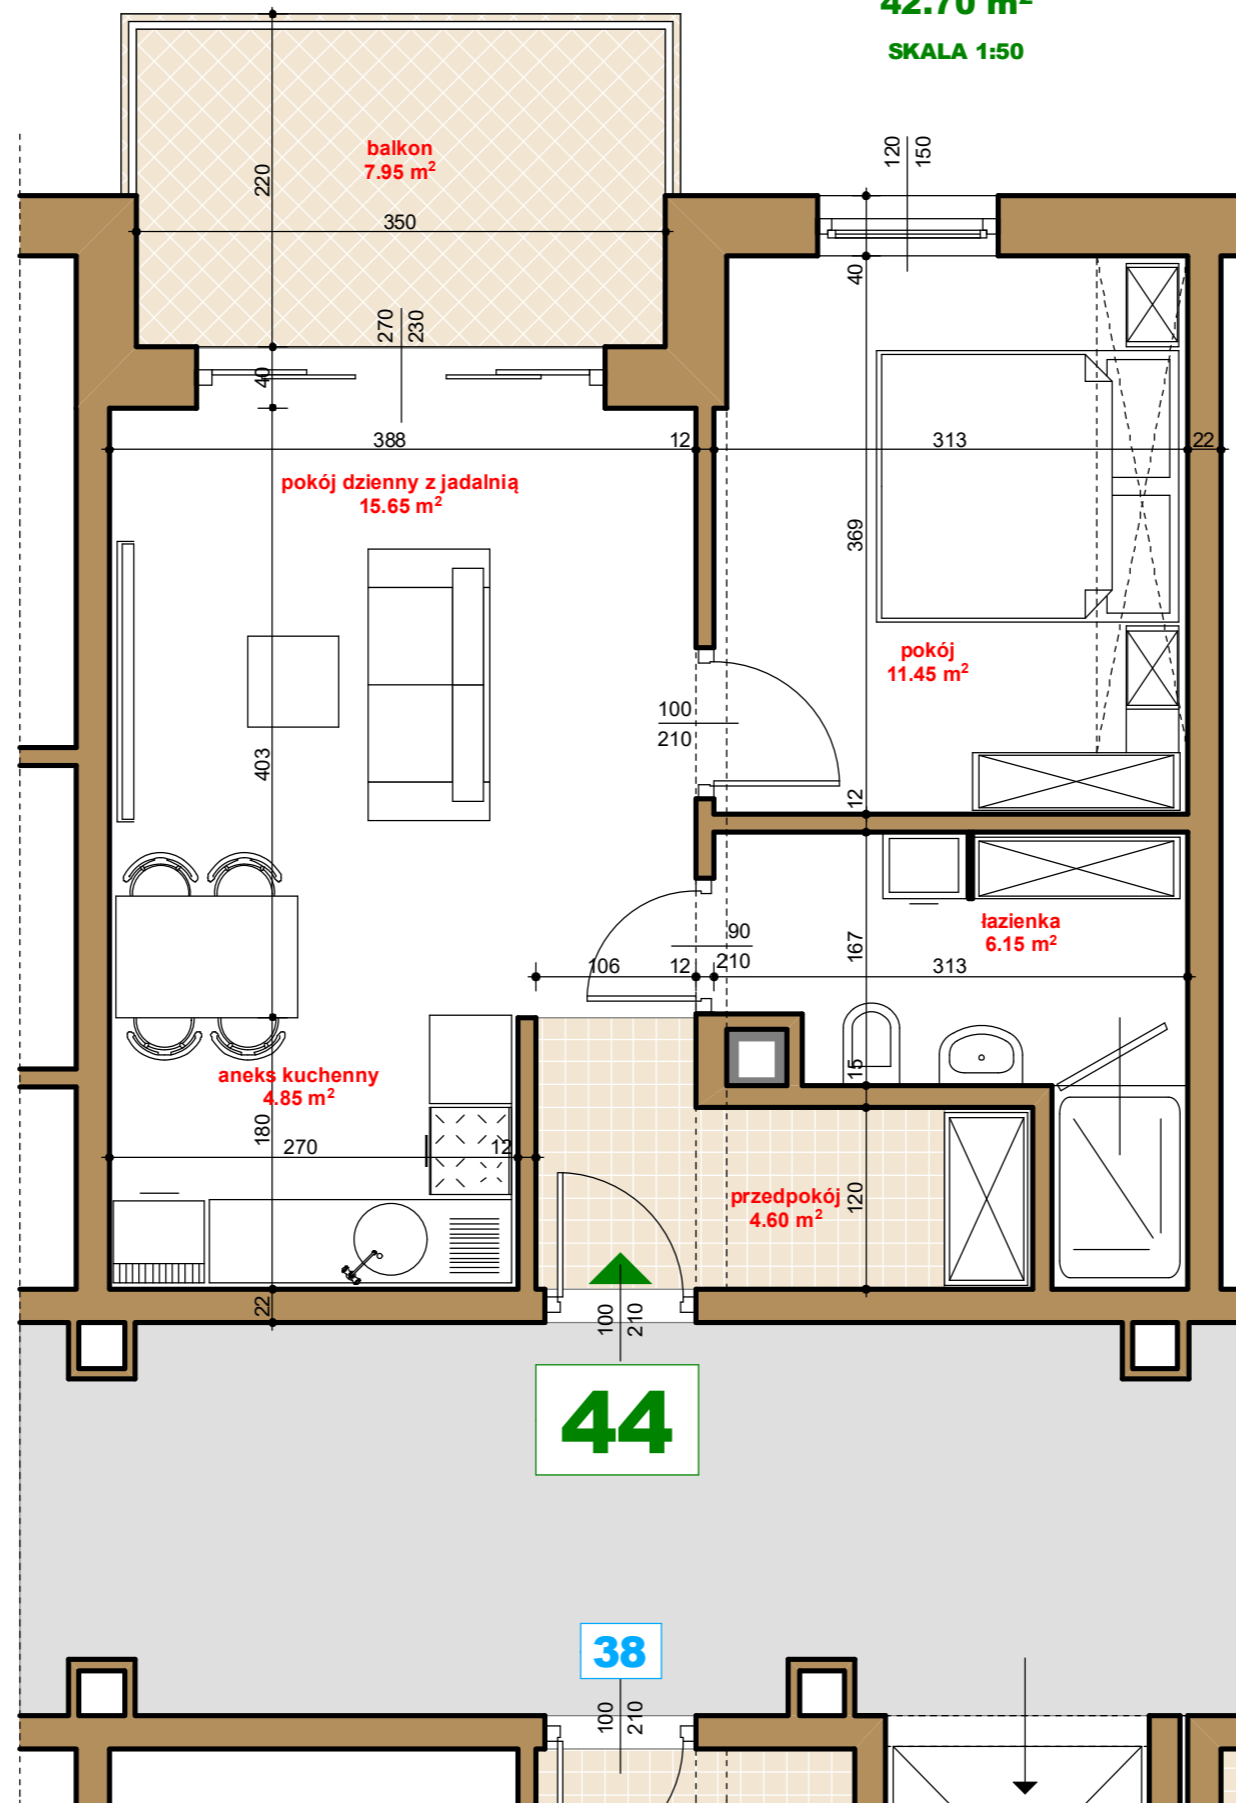 42.70 m²
SKALA 1:50
120
150
balkon
7.95 m²
220
350
270
230
40
40
388
12
313
22
pokój dzienny z jadalnią
15.65 m²
369
pokój
11.45 m²
100
210
403
12
łazienka
6.15 m²
90
210
167
106
12
313
aneks kuchenny
4.85 m²
15
180
270
12
przedpokój
4.60 m²
120
22
100
210
44
38
100
210